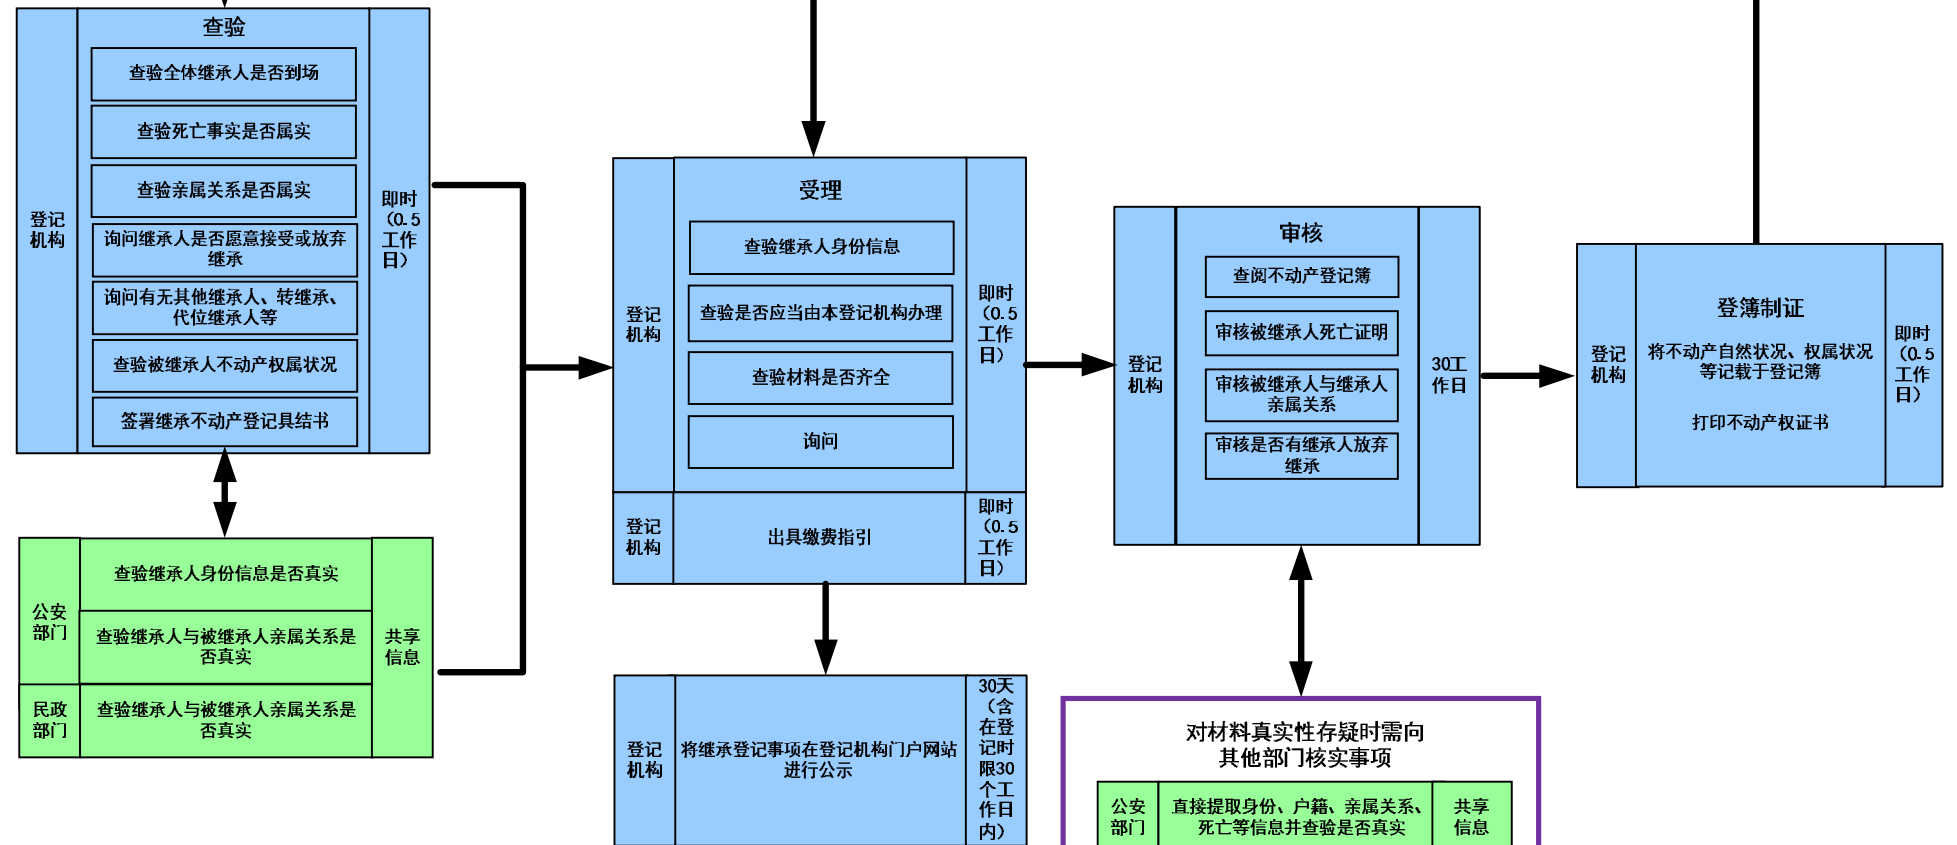 查验
登记
机构
查验全体继承人是否到场
查验死亡事实是否属实
查验亲属关系是否属实
询问继承人是否愿意接受或放弃
继承
询问有无其他继承人、转继承、
代位继承人等
查验被继承人不动产权属状况
签署继承不动产登记具结书
即时
（0.5
工作
日）
公安
部门
查验继承人身份信息是否真实
查验继承人与被继承人亲属关系是
否真实
民政
部门
查验继承人与被继承人亲属关系是
否真实
共享
信息
受理
登记
机构
查验继承人身份信息
查验是否应当由本登记机构办理
查验材料是否齐全
询问
即时
（0.5
工作
日）
登记
机构
出具缴费指引
即时
（0.5
工作
日）
登记
机构
将继承登记事项在登记机构门户网站
进行公示
30天
（含
在登
记时
限30
个工
作日
内）
审核
登记
机构
查阅不动产登记簿
审核被继承人死亡证明
审核被继承人与继承人
亲属关系
审核是否有继承人放弃
继承
30工
作日
对材料真实性存疑时需向
其他部门核实事项
公安
部门
直接提取身份、户籍、亲属关系、
死亡等信息并查验是否真实
共享
信息
登簿制证
登记
机构
将不动产自然状况、权属状况
等记载于登记簿
打印不动产权证书
即时
（0.5
工作
日）